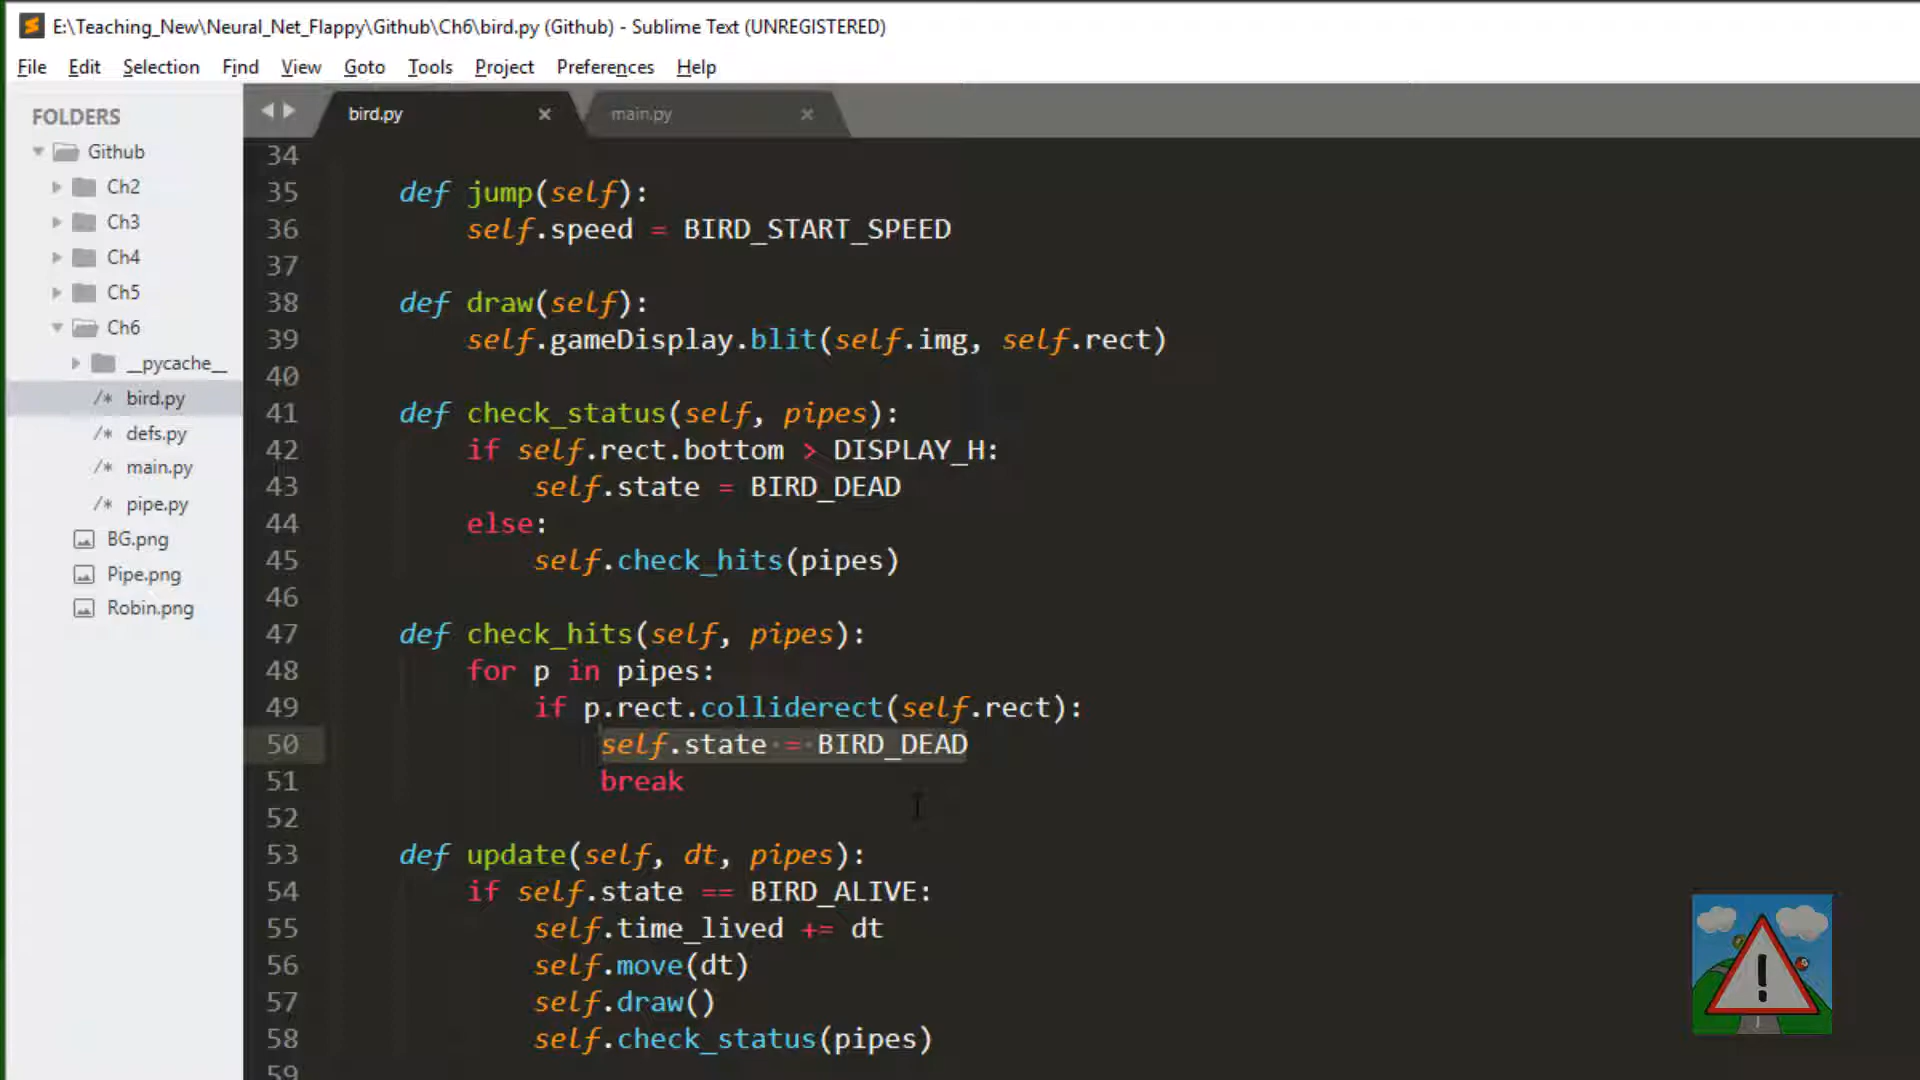 E:\Teaching_New\Neural_Net_Flappy\Github\Ch6\bird.py (Github) - Sublime Text (UNREGISTERED)
File Edit Selection Find View Goto Tools Project Preferences Help
FOLDERS
Github
Ch2
Ch3
Ch4
Ch5
Ch6
__pycache__
/* bird.py
/* defs.py
/* main.py
/* pipe.py
BG.png
Pipe.png
Robin.png
bird.py × main.py ×
34
35 def jump(self):
36 self.speed = BIRD_START_SPEED
37
38 def draw(self):
39 self.gameDisplay.blit(self.img, self.rect)
40
41 def check_status(self, pipes):
42 if self.rect.bottom > DISPLAY_H:
43 self.state = BIRD_DEAD
44 else:
45 self.check_hits(pipes)
46
47 def check_hits(self, pipes):
48 for p in pipes:
49 if p.rect.colliderect(self.rect):
50 self.state = BIRD_DEAD
51 break
52
53 def update(self, dt, pipes):
54 if self.state == BIRD_ALIVE:
55 self.time_lived += dt
56 self.move(dt)
57 self.draw()
58 self.check_status(pipes)
59
!